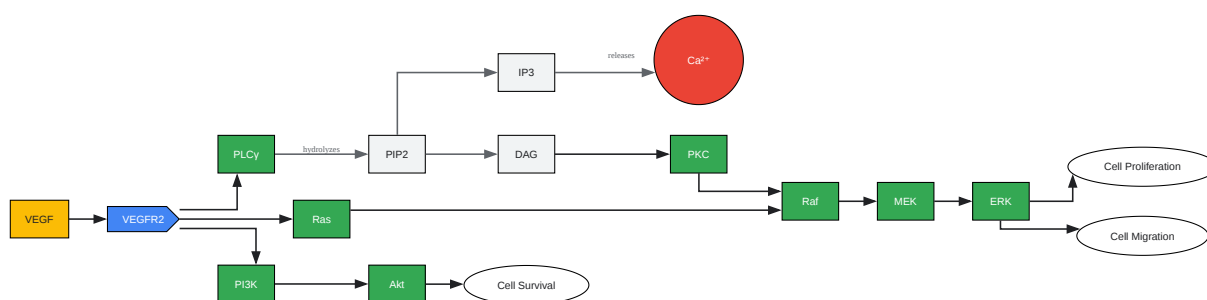 releases
IP3
Ca²⁺
hydrolyzes
PLCγ
PIP2
DAG
PKC
Cell Proliferation
Raf
MEK
ERK
VEGF
VEGFR2
Ras
Cell Migration
PI3K
Akt
Cell Survival